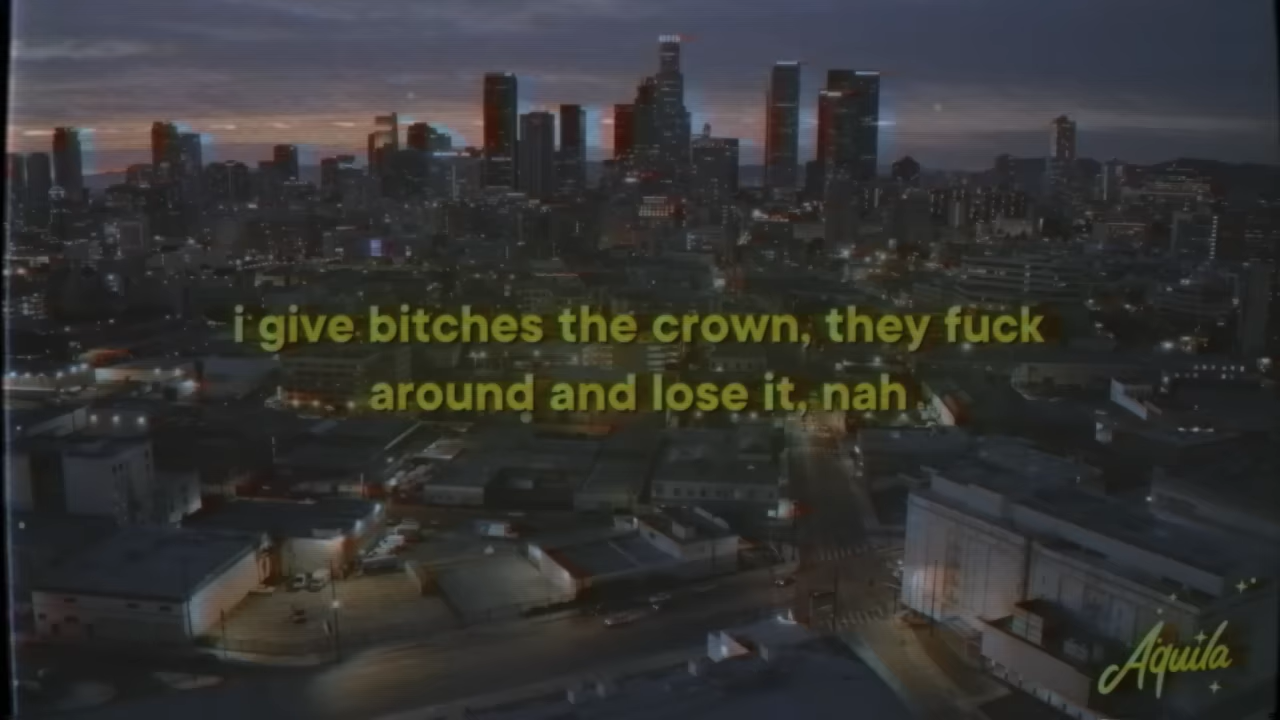 i give bitches the crown, they fuck
around and lose it, nah
Aquila